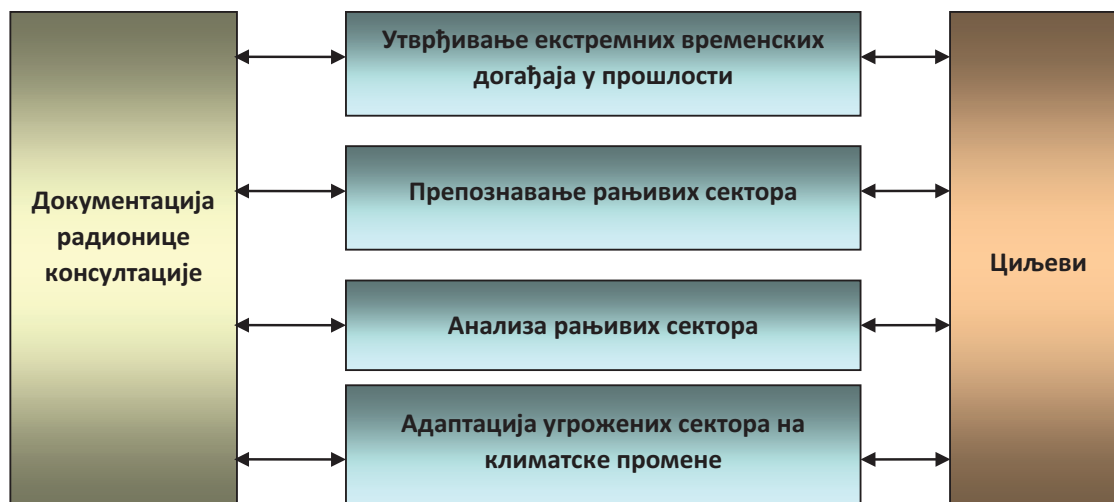 Документација
радионице
консултације
Утврђивање екстремних временских
догађаја у прошлости
Препознавање рањивих сектора
Анализа рањивих сектора
Адаптација угрожених сектора на
климатске промене
Циљеви